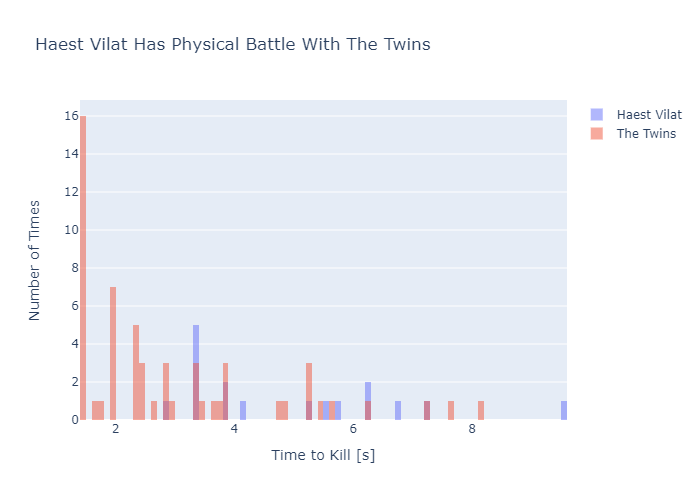 Haest Vilat Has Physical Battle With The Twins
Haest Vilat
The Twins
Number of Times
16
14
12
10
8
6
4
2
0
2 4 6 8
Time to Kill [s]